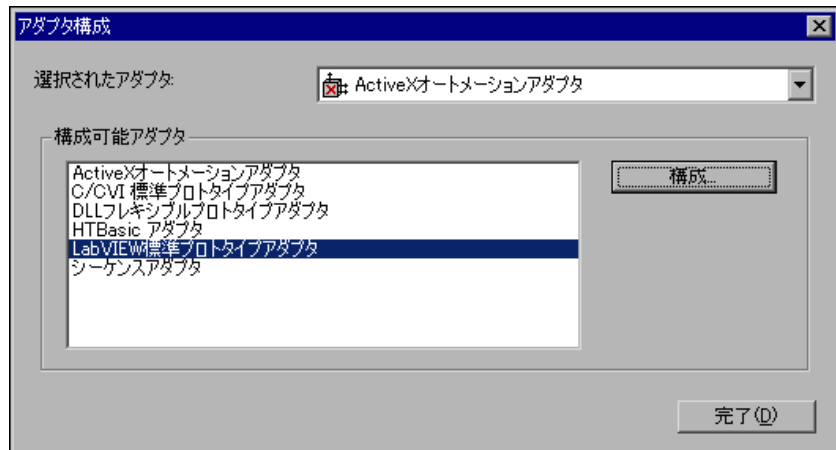 アダプタ構成
選択されたアダプタ: ActiveXオートメーションアダプタ
構成可能アダプタ
ActiveXオートメーションアダプタ
C/CVI 標準プロトタイプアダプタ
DLLフレキシブルプロトタイプアダプタ
HTBasic アダプタ
LabVIEW標準プロトタイプアダプタ
シーケンスアダプタ
構成...
完了(D)